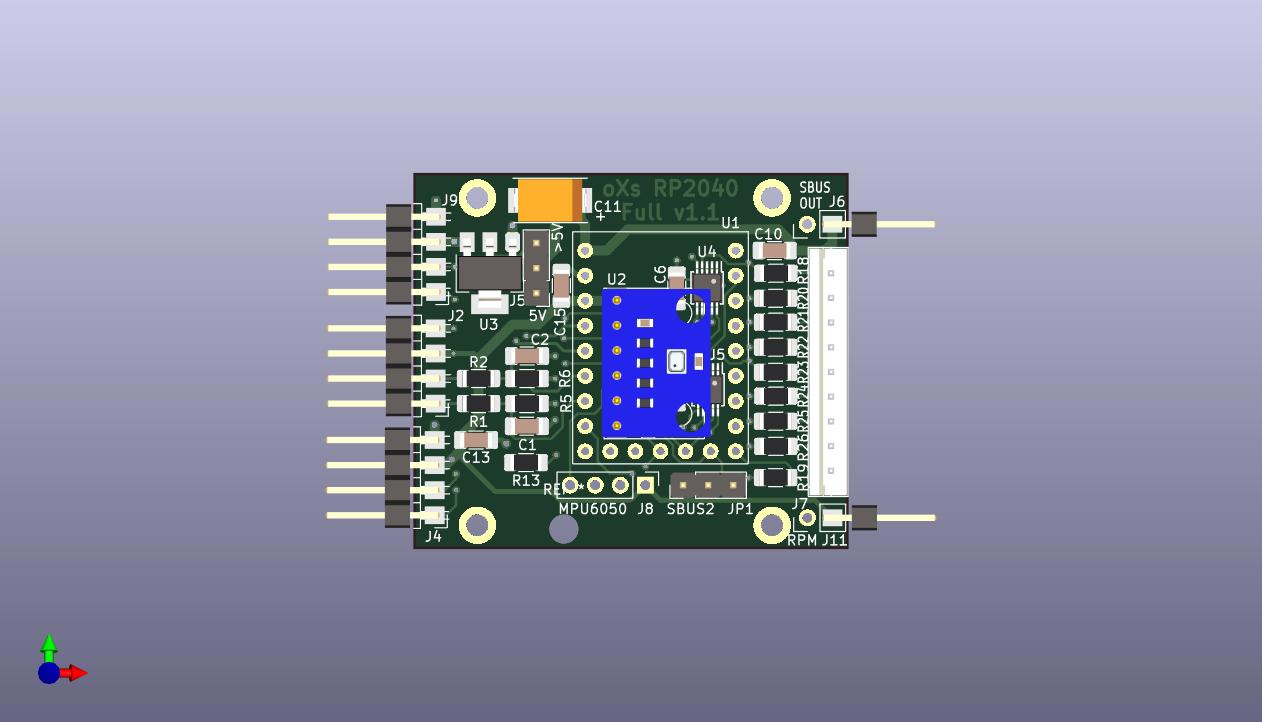 oXs RP2040
Full v1.1
SBUS
OUT
J6
J9
C11
+
U1
>5V
C10
U4
U2
C6
R18
R20
R21
R22
R23
R24
R25
R26
R19
J5
5V
C15
U3
J2
C2
R2
R6
R5
R1
C13
C1
R13
MPU6050
J8
SBUS2
JP1
J7
RPM
J11
J4